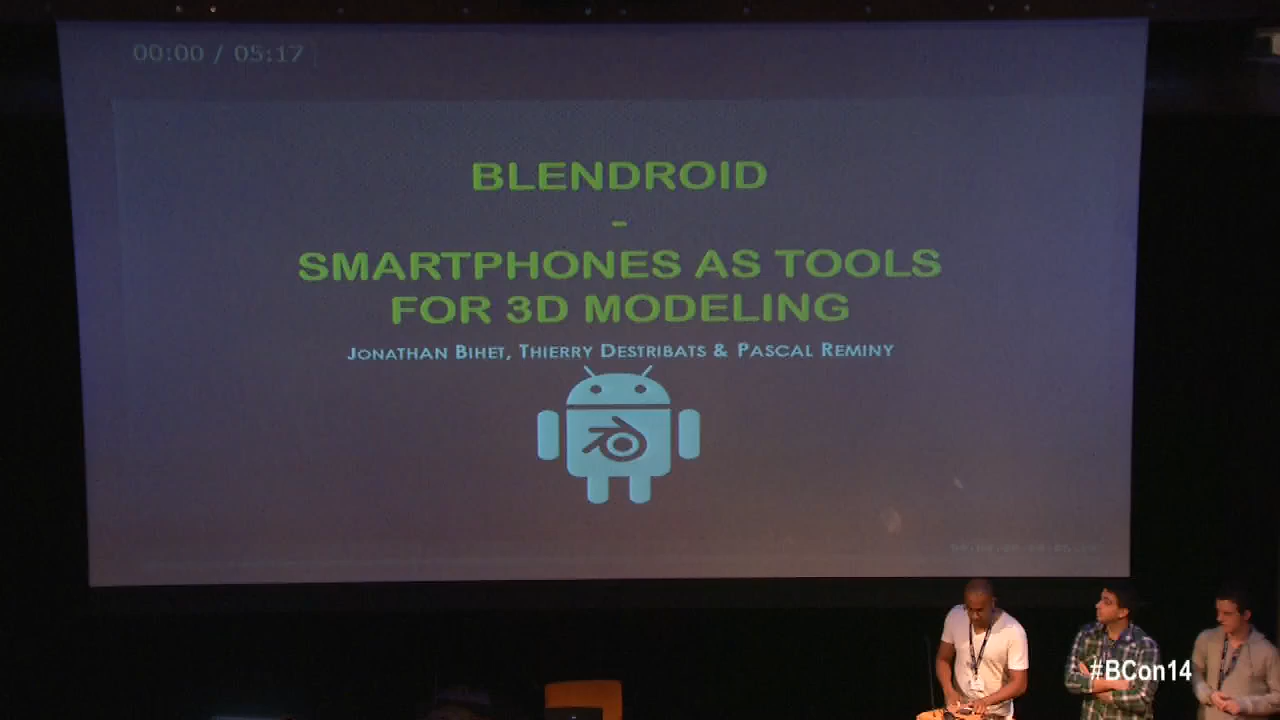 00:00 / 05:17
BLENDROID
-
SMARTPHONES AS TOOLS
FOR 3D MODELING
JONATHAN BIHET, THIERRY DESTRIBATS & PASCAL REMINY
#BCon14